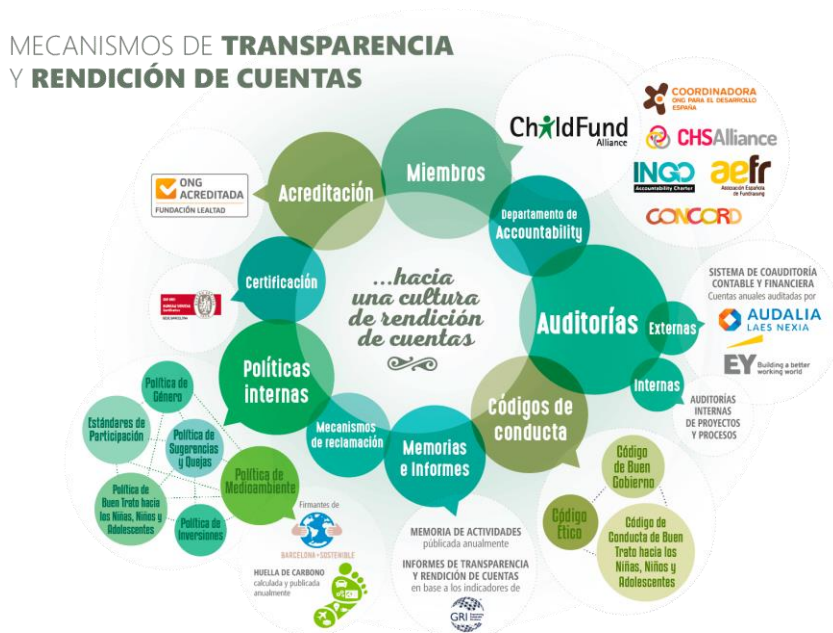 MECANISMOS DE TRANSPARENCIA
Y RENDICIÓN DE CUENTAS
ChildFund
Alliance
COORDINADORA
ONG PARA EL DESARROLLO
ESPAÑA
CHSAlliance
INGO
Accountability Charter
aefr
Asociación Española
de Fundraising
CONCORD
Miembros
Acreditación
ONG
ACREDITADA
FUNDACIÓN LEALTAD
Departamento de
Accountability
Certificación
...hacia
una cultura
de rendición
de cuentas
Auditorías
Externas
SISTEMA DE COAUDITORÍA
CONTABLE Y FINANCIERA
Cuentas anuales auditadas por
AUDALIA
LAES NEXIA
EY
Building a better
working world
Internas
AUDITORÍAS
INTERNAS
DE PROYECTOS
Y PROCESOS
Políticas
internas
Mecanismos
de reclamación
Memorias
e Informes
Códigos de
conducta
Política de
Género
Estándares de
Participación
Política de
Sugerencias
y Quejas
Política de
Medioambiente
Política de
Buen Trato hacia
los Niñas, Niños y
Adolescentes
Política de
Inversiones
Firmantes de
BARCELONA+SOSTENIBLE
HUELLA DE CARBONO
calculada y publicada
anualmente
MEMORIA DE ACTIVIDADES
públicada anualmente
INFORMES DE TRANSPARENCIA
Y RENDICIÓN DE CUENTAS
en base a los indicadores de
GRI
Código
de Buen
Gobierno
Código
Ético
Código de
Conducta de Buen
Trato hacia los
Niñas, Niños y
Adolescentes